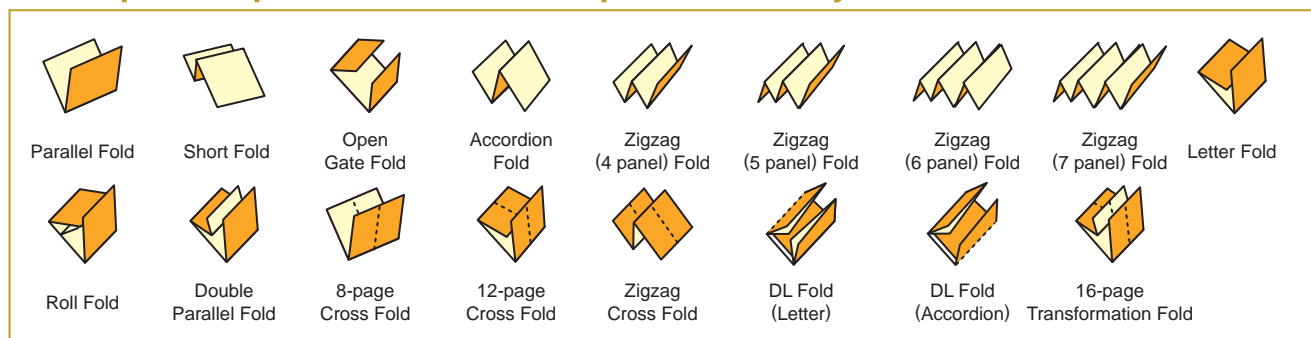 Parallel Fold
Short Fold
Open
Gate Fold
Accordion
Fold
Zigzag
(4 panel) Fold
Zigzag
(5 panel) Fold
Zigzag
(6 panel) Fold
Zigzag
(7 panel) Fold
Letter Fold
Roll Fold
Double
Parallel Fold
8-page
Cross Fold
12-page
Cross Fold
Zigzag
Cross Fold
DL Fold
(Letter)
DL Fold
(Accordion)
16-page
Transformation Fold